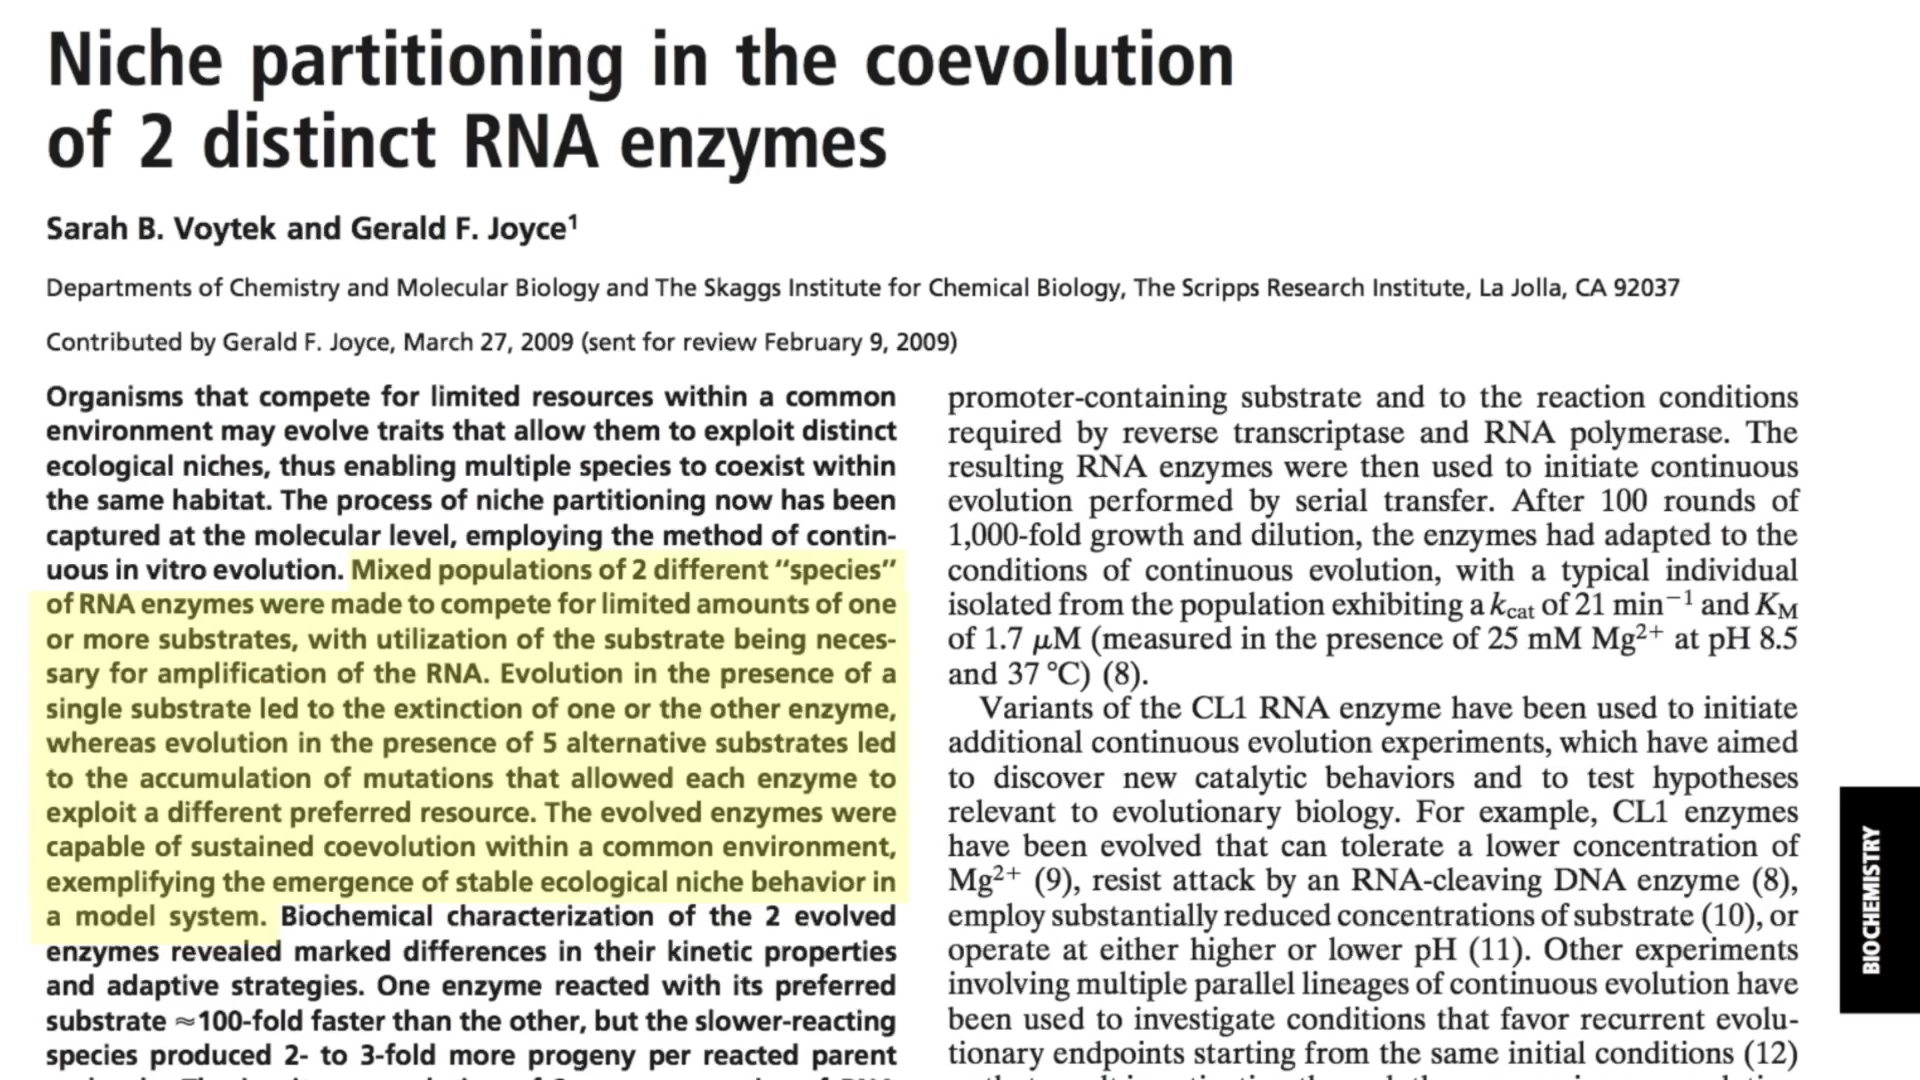 Niche partitioning in the coevolution
of 2 distinct RNA enzymes
Sarah B. Voytek and Gerald F. Joyce¹
Departments of Chemistry and Molecular Biology and The Skaggs Institute for Chemical Biology, The Scripps Research Institute, La Jolla, CA 92037
Contributed by Gerald F. Joyce, March 27, 2009 (sent for review February 9, 2009)
Organisms that compete for limited resources within a common
environment may evolve traits that allow them to exploit distinct
ecological niches, thus enabling multiple species to coexist within
the same habitat. The process of niche partitioning now has been
captured at the molecular level, employing the method of contin-
uous in vitro evolution. Mixed populations of 2 different “species”
of RNA enzymes were made to compete for limited amounts of one
or more substrates, with utilization of the substrate being neces-
sary for amplification of the RNA. Evolution in the presence of a
single substrate led to the extinction of one or the other enzyme,
whereas evolution in the presence of 5 alternative substrates led
to the accumulation of mutations that allowed each enzyme to
exploit a different preferred resource. The evolved enzymes were
capable of sustained coevolution within a common environment,
exemplifying the emergence of stable ecological niche behavior in
a model system. Biochemical characterization of the 2 evolved
enzymes revealed marked differences in their kinetic properties
and adaptive strategies. One enzyme reacted with its preferred
substrate ≈100-fold faster than the other, but the slower-reacting
species produced 2- to 3-fold more progeny per reacted parent
promoter-containing substrate and to the reaction conditions
required by reverse transcriptase and RNA polymerase. The
resulting RNA enzymes were then used to initiate continuous
evolution performed by serial transfer. After 100 rounds of
1,000-fold growth and dilution, the enzymes had adapted to the
conditions of continuous evolution, with a typical individual
isolated from the population exhibiting a kcat of 21 min⁻¹ and KM
of 1.7 μM (measured in the presence of 25 mM Mg²⁺ at pH 8.5
and 37 °C) (8).
Variants of the CL1 RNA enzyme have been used to initiate
additional continuous evolution experiments, which have aimed
to discover new catalytic behaviors and to test hypotheses
relevant to evolutionary biology. For example, CL1 enzymes
have been evolved that can tolerate a lower concentration of
Mg²⁺ (9), resist attack by an RNA-cleaving DNA enzyme (8),
employ substantially reduced concentrations of substrate (10), or
operate at either higher or lower pH (11). Other experiments
involving multiple parallel lineages of continuous evolution have
been used to investigate conditions that favor recurrent evolu-
tionary endpoints starting from the same initial conditions (12)
BIOCHEMISTRY